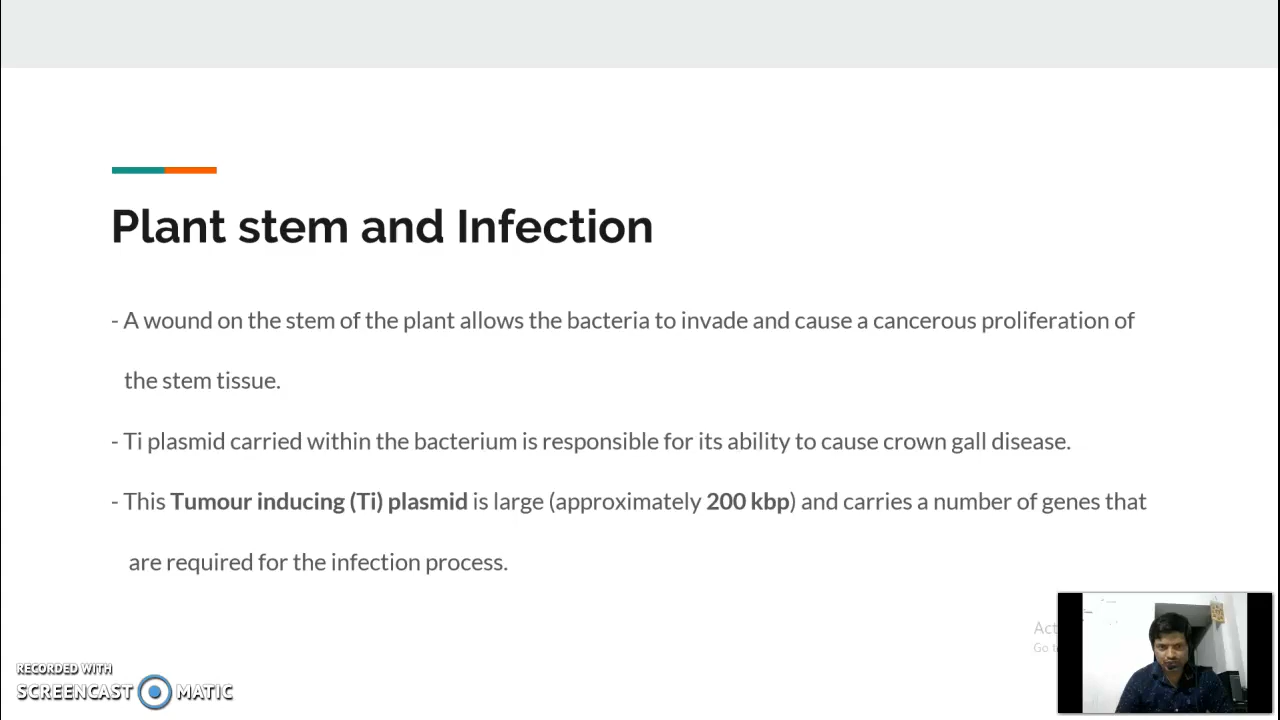 Plant stem and Infection
- A wound on the stem of the plant allows the bacteria to invade and cause a cancerous proliferation of
the stem tissue.
- Ti plasmid carried within the bacterium is responsible for its ability to cause crown gall disease.
- This Tumour inducing (Ti) plasmid is large (approximately 200 kbp) and carries a number of genes that
are required for the infection process.
Act
Go t
RECORDED WITH
SCREENCAST MATIC